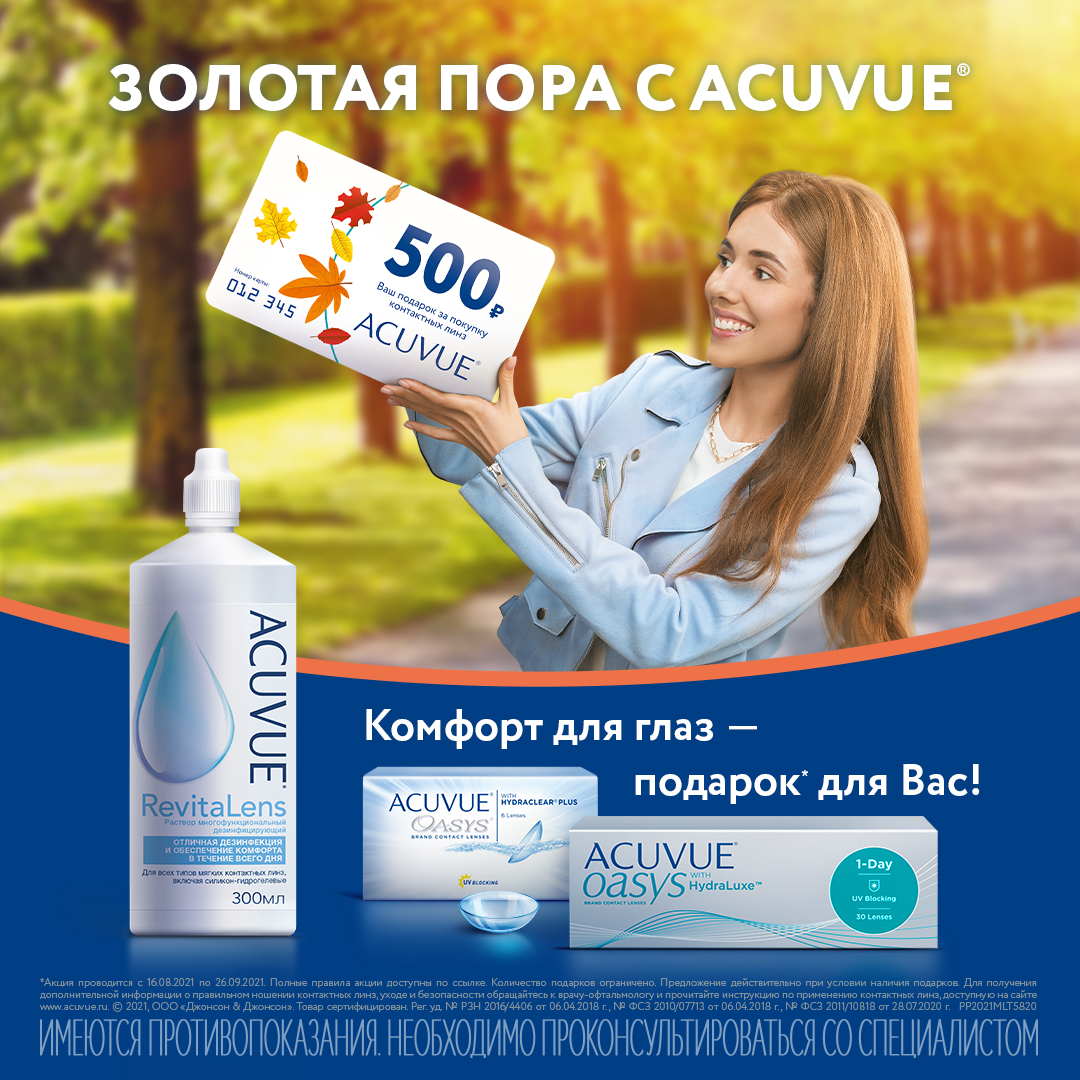 ЗОЛОТАЯ ПОРА С ACUVUE®
500₽
Номер карты:
012 345
Ваш подарок за покупку
контактных линз
ACUVUE®
ACUVUE®
RevitaLens
Раствор многофункциональный
дезинфицирующий
ОТЛИЧНАЯ ДЕЗИНФЕКЦИЯ
И ОБЕСПЕЧЕНИЕ КОМФОРТА
В ТЕЧЕНИЕ ВСЕГО ДНЯ
Для всех типов мягких контактных линз,
включая силикон-гидрогелевые
300мл
Комфорт для глаз —
подарок* для Вас!
ACUVUE®
OASYS®
BRAND CONTACT LENSES
WITH
HYDRACLEAR® PLUS
6 Lenses
UV BLOCKING
ACUVUE®
oasys® WITH HydraLuxe™
BRAND CONTACT LENSES
1-Day
UV Blocking
30 Lenses
*Акция проводится с 16.08.2021 по 26.09.2021. Полные правила акции доступны по ссылке. Количество подарков ограничено. Предложение действительно при условии наличия подарков. Для получения
дополнительной информации о правильном ношении контактных линз, уходе и безопасности обращайтесь к врачу-офтальмологу и прочитайте инструкцию по применению контактных линз, доступную на сайте
www.acuvue.ru. © 2021, ООО «Джонсон & Джонсон». Товар сертифицирован. Рег. уд. № РЗН 2016/4406 от 06.04.2018 г., № ФСЗ 2010/07713 от 06.04.2018 г., № ФСЗ 2011/10818 от 28.07.2020 г. PP2021MLT5820
ИМЕЮТСЯ ПРОТИВОПОКАЗАНИЯ. НЕОБХОДИМО ПРОКОНСУЛЬТИРОВАТЬСЯ СО СПЕЦИАЛИСТОМ